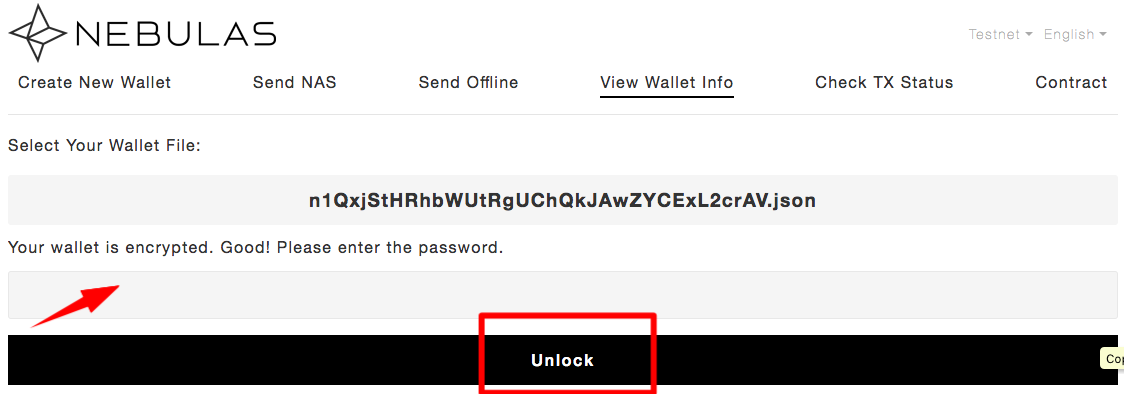 NEBULAS
Testnet English
Create New Wallet Send NAS Send Offline View Wallet Info Check TX Status Contract
Select Your Wallet File:
n1QxjStHRhbWUtRgUChQkJAwZYCExL2crAV.json
Your wallet is encrypted. Good! Please enter the password.
Unlock